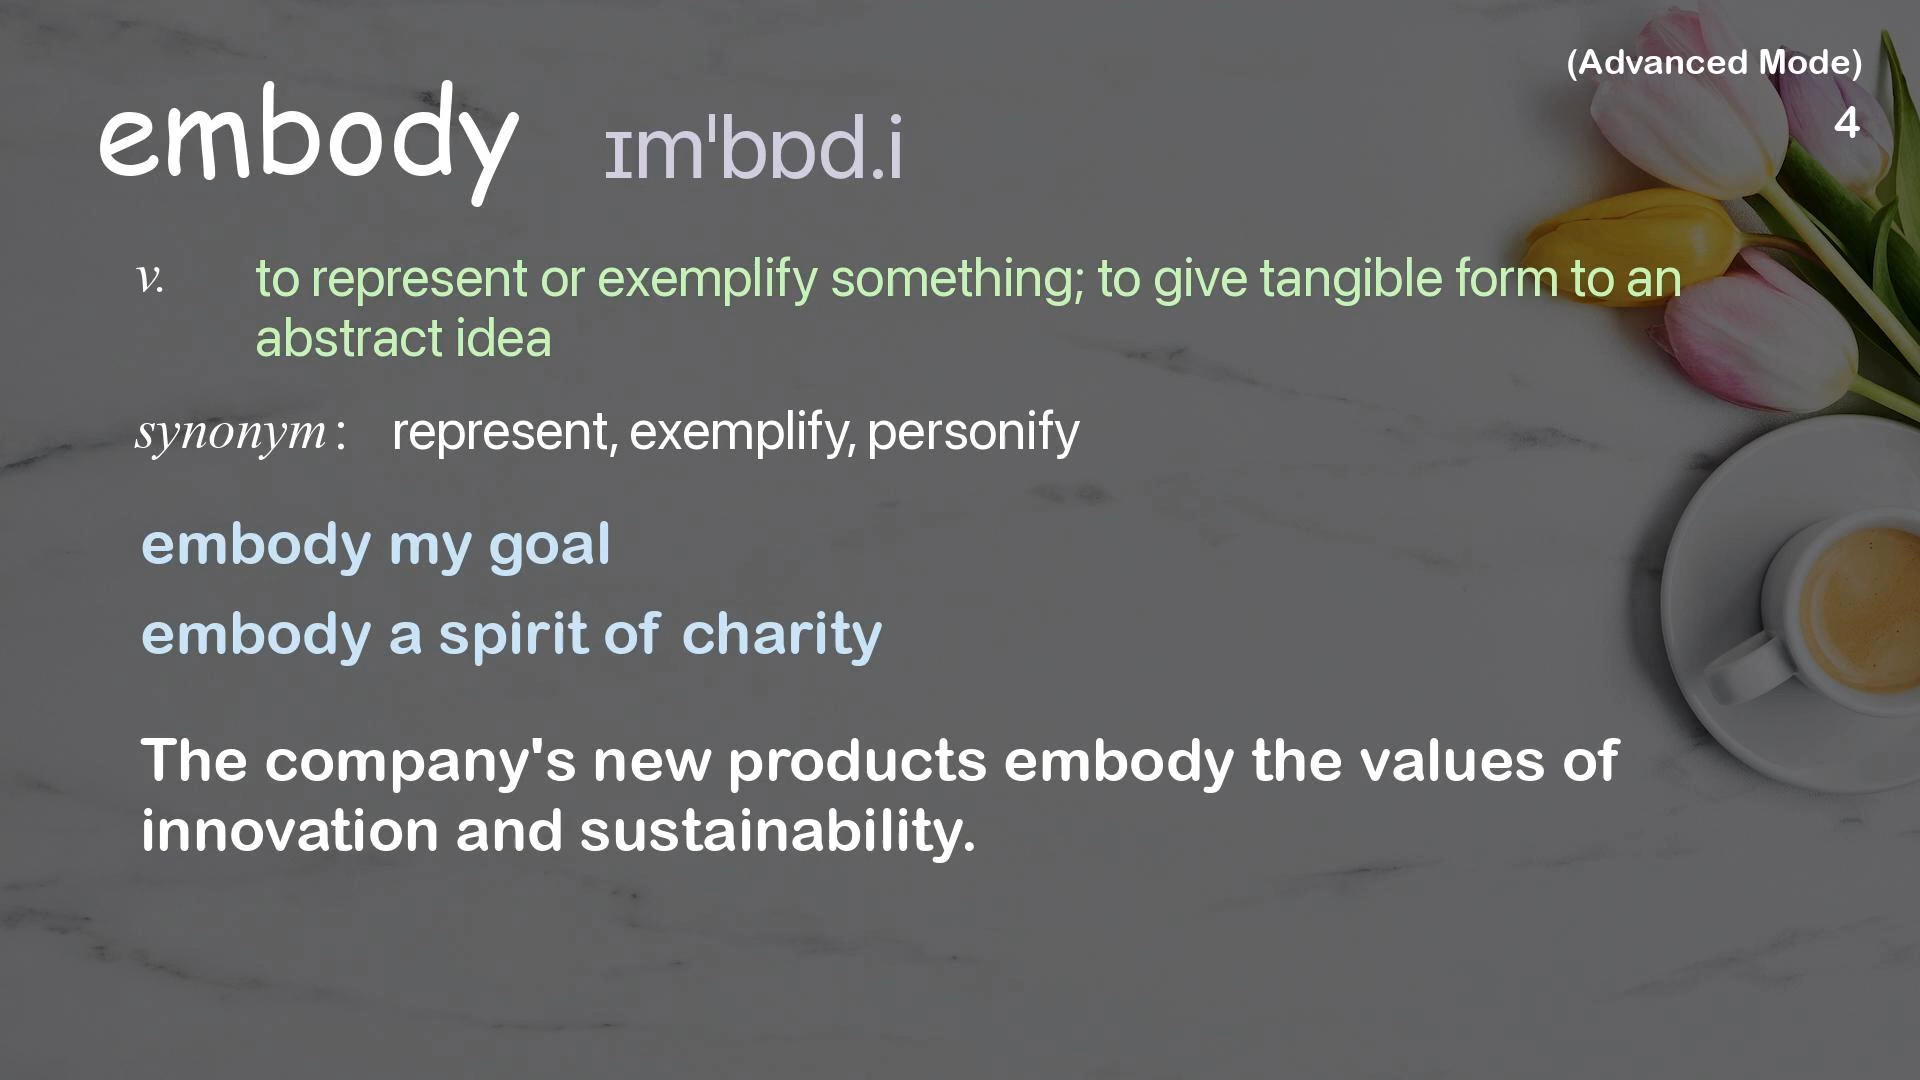 (Advanced Mode)
4
embody ɪmˈbɒd.i
v. to represent or exemplify something; to give tangible form to an
abstract idea
synonym: represent, exemplify, personify
embody my goal
embody a spirit of charity
The company's new products embody the values of
innovation and sustainability.